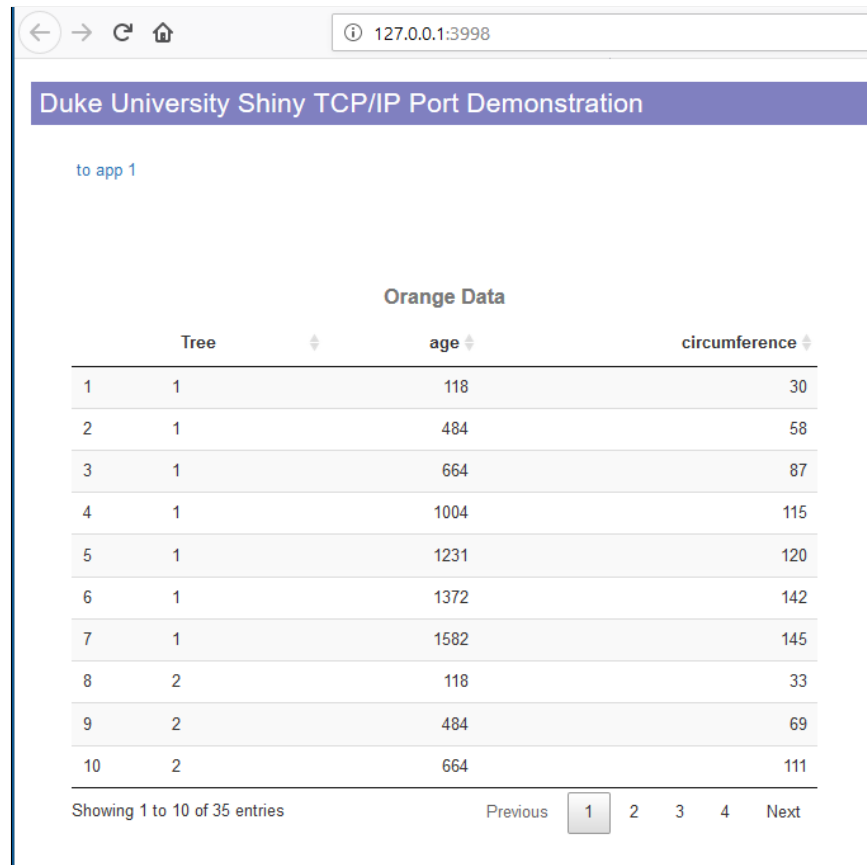 127.0.0.1:3998
Duke University Shiny TCP/IP Port Demonstration
to app 1
Orange Data
Tree age circumference
1 1 118 30
2 1 484 58
3 1 664 87
4 1 1004 115
5 1 1231 120
6 1 1372 142
7 1 1582 145
8 2 118 33
9 2 484 69
10 2 664 111
Showing 1 to 10 of 35 entries Previous 1 2 3 4 Next